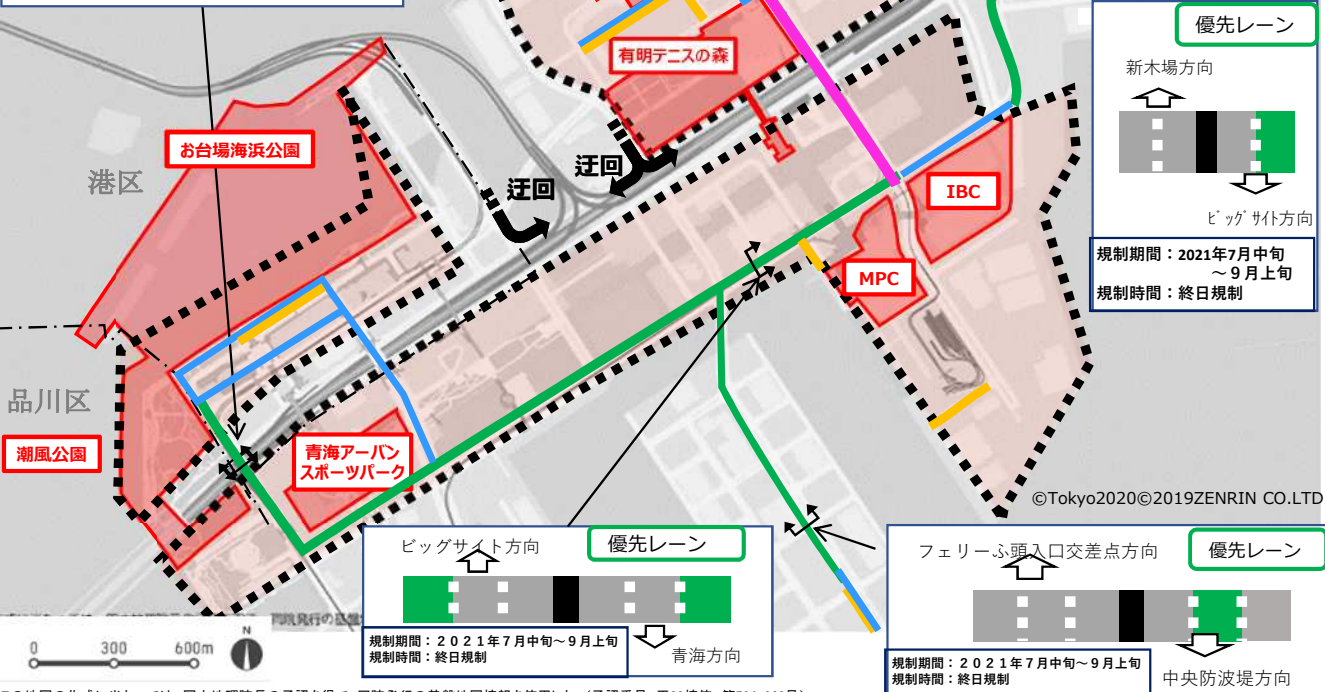 優先レーン
新木場方向
ビッグサイト方向
規制期間：2021年7月中旬
～９月上旬
規制時間：終日規制
有明テニスの森
お台場海浜公園
港区
迂回
迂回
IBC
MPC
品川区
潮風公園
青海アーバン
スポーツパーク
©Tokyo2020©2019ZENRIN CO.LTD
ビッグサイト方向
優先レーン
規制期間：２０２１年７月中旬～９月上旬
規制時間：終日規制
青海方向
フェリーふ頭入口交差点方向
優先レーン
規制期間：２０２１年７月中旬～９月上旬
規制時間：終日規制
中央防波堤方向
0 300 600m
N